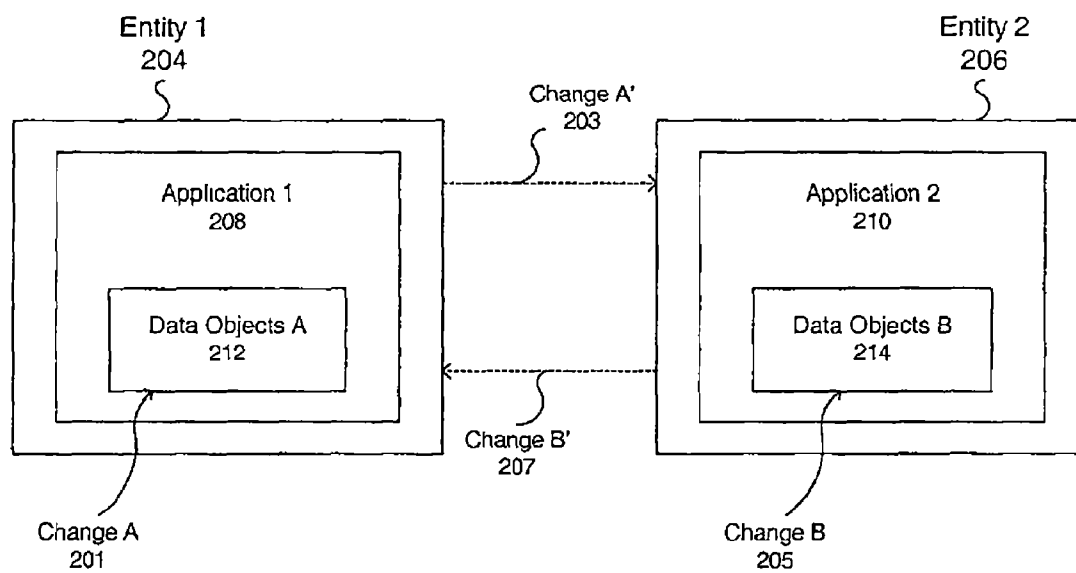 Entity 1
204
Entity 2
206
Change A'
203
Application 1
208
Application 2
210
Data Objects A
212
Data Objects B
214
Change B'
207
Change A
201
Change B
205